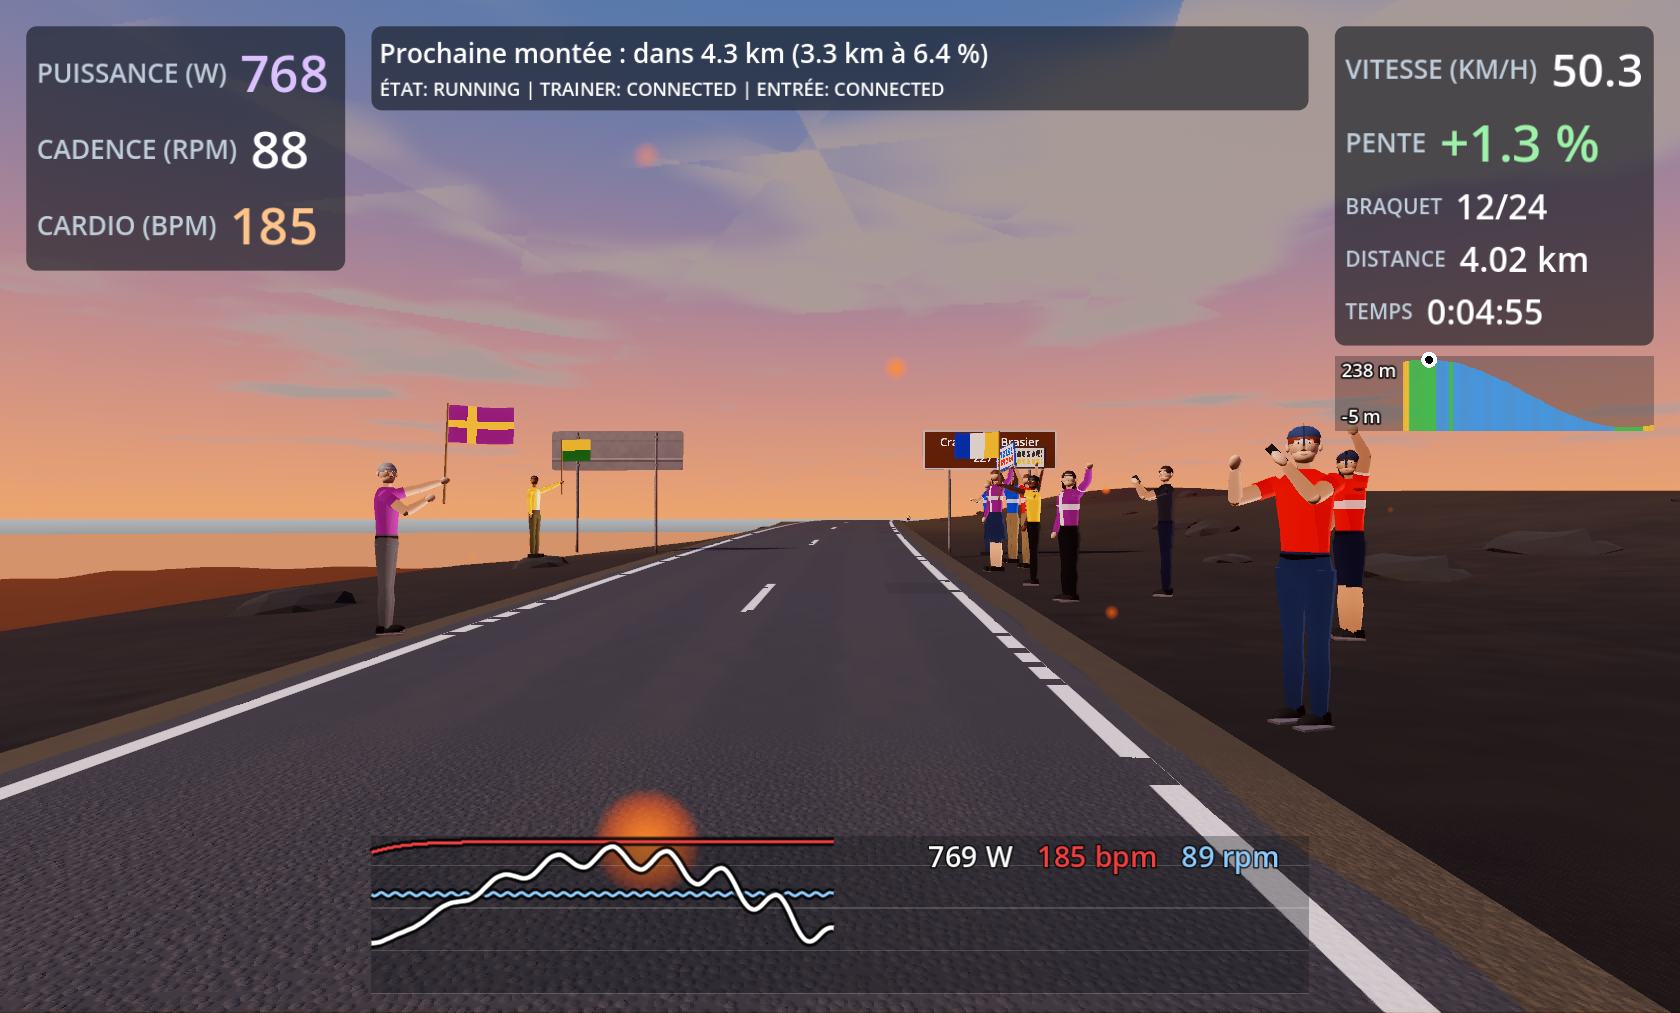 PUISSANCE (W) 768
CADENCE (RPM) 88
CARDIO (BPM) 185
Prochaine montée : dans 4.3 km (3.3 km à 6.4 %)
ÉTAT: RUNNING | TRAINER: CONNECTED | ENTRÉE: CONNECTED
VITESSE (KM/H) 50.3
PENTE +1.3 %
BRAQUET 12/24
DISTANCE 4.02 km
TEMPS 0:04:55
238 m
-5 m
Brasier
769 W 185 bpm 89 rpm